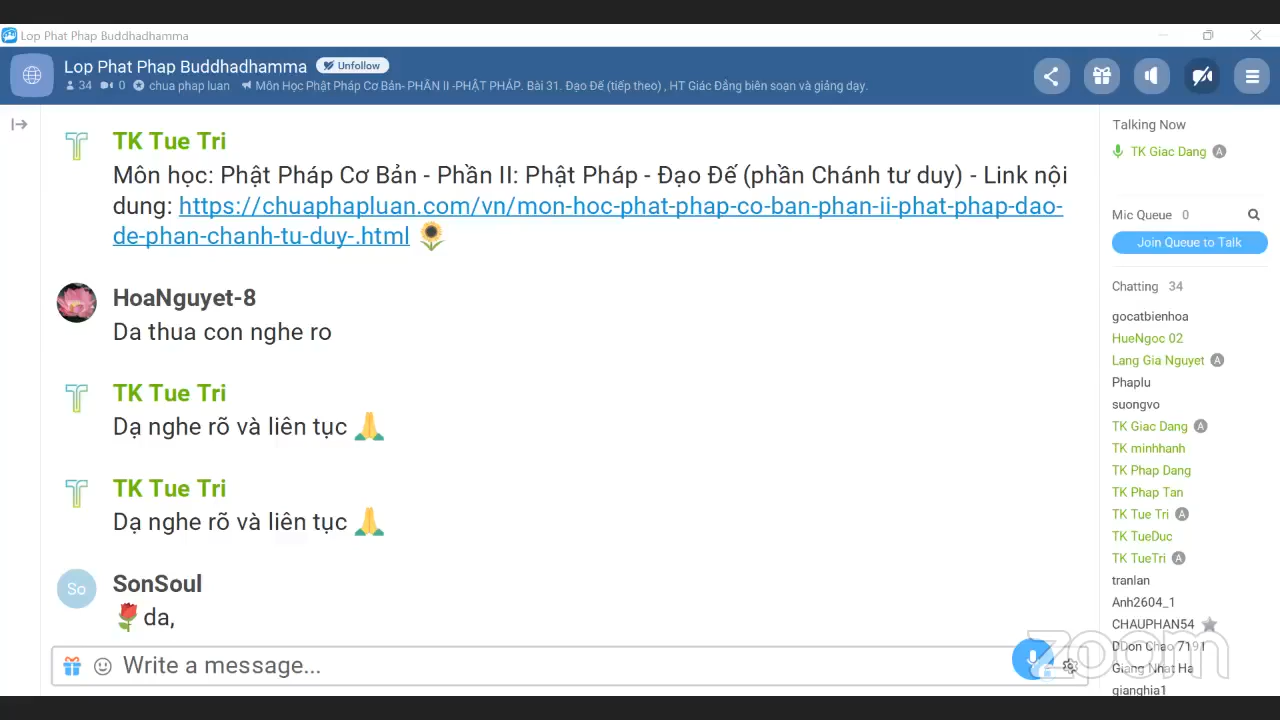 Lop Phat Phap Buddhadhamma
Lop Phat Phap Buddhadhamma Unfollow
34 0 chua phap luan Môn Học Phật Pháp Cơ Bản- PHẦN II -PHẬT PHÁP. Bài 31. Đạo Đế (tiếp theo) , HT Giác Đẳng biên soạn và giảng dạy.
TK Tue Tri
Môn học: Phật Pháp Cơ Bản - Phần II: Phật Pháp - Đạo Đế (phần Chánh tư duy) - Link nội
dung: https://chuaphapluan.com/vn/mon-hoc-phat-phap-co-ban-phan-ii-phat-phap-dao-
de-phan-chanh-tu-duy-.html 🌻
HoaNguyet-8
Da thua con nghe ro
TK Tue Tri
Dạ nghe rõ và liên tục 🙏
TK Tue Tri
Dạ nghe rõ và liên tục 🙏
So
SonSoul
🌹da,
Write a message...
Talking Now
TK Giac Dang A
Mic Queue 0
Join Queue to Talk
Chatting 34
gocatbienhoa
HueNgoc 02
Lang Gia Nguyet A
Phaplu
suongvo
TK Giac Dang A
TK minhhanh
TK Phap Dang
TK Phap Tan
TK Tue Tri A
TK TueDuc
TK TueTri A
tranlan
Anh2604_1
CHAUPHAN54
DDon Chao 7191
Giang Nhat Ha
gianghia1
zoom